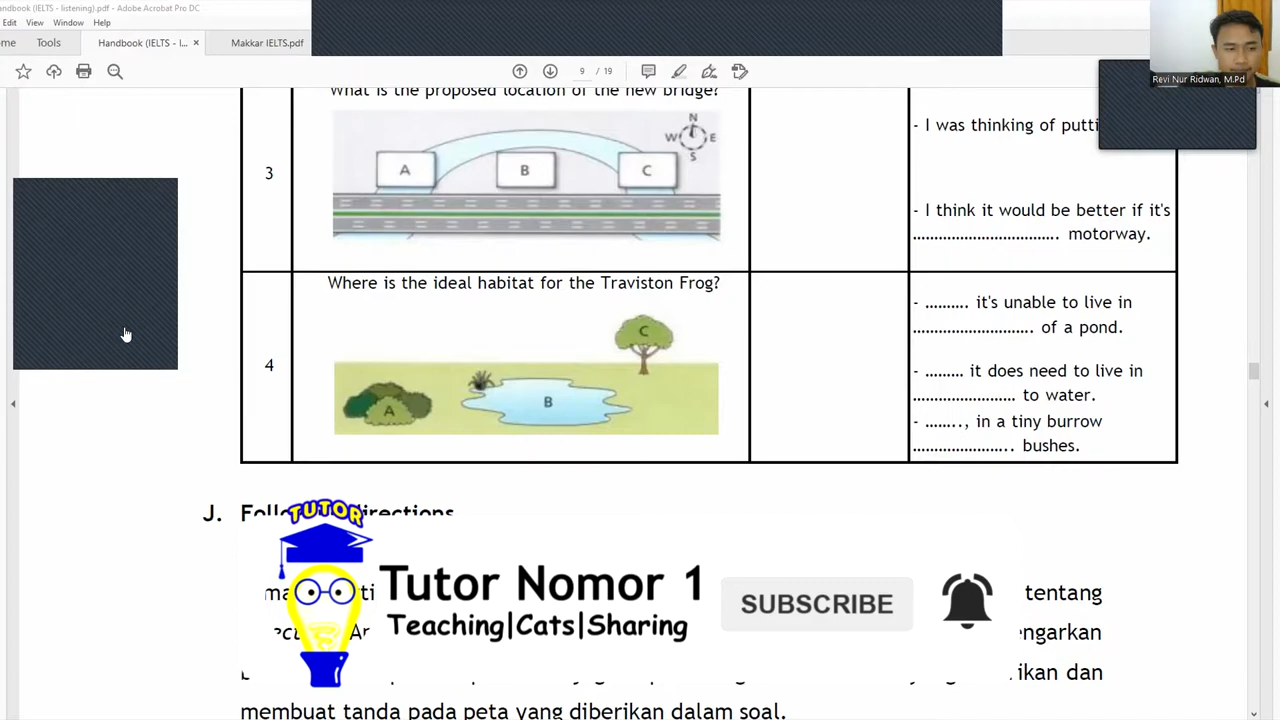 andbook (IELTS - listening).pdf - Adobe Acrobat Pro DC
Edit View Window Help
me Tools Handbook (IELTS - l... × Makkar IELTS.pdf
9 / 19
Revi Nur Ridwan, M.Pd
What is the proposed location of the new bridge?
N
W E
S
A B C
3
- I was thinking of putti
- I think it would be better if it's
................................. motorway.
4
Where is the ideal habitat for the Traviston Frog?
C
A B
- .......... it's unable to live in
............................ of a pond.
- ......... it does need to live in
........................ to water.
- ........, in a tiny burrow
........................ bushes.
J. Follo directions
TUTOR
Tutor Nomor 1
Teaching|Cats|Sharing
SUBSCRIBE
tentang
engarkan
ikan dan
membuat tanda pada peta yang diberikan dalam soal.